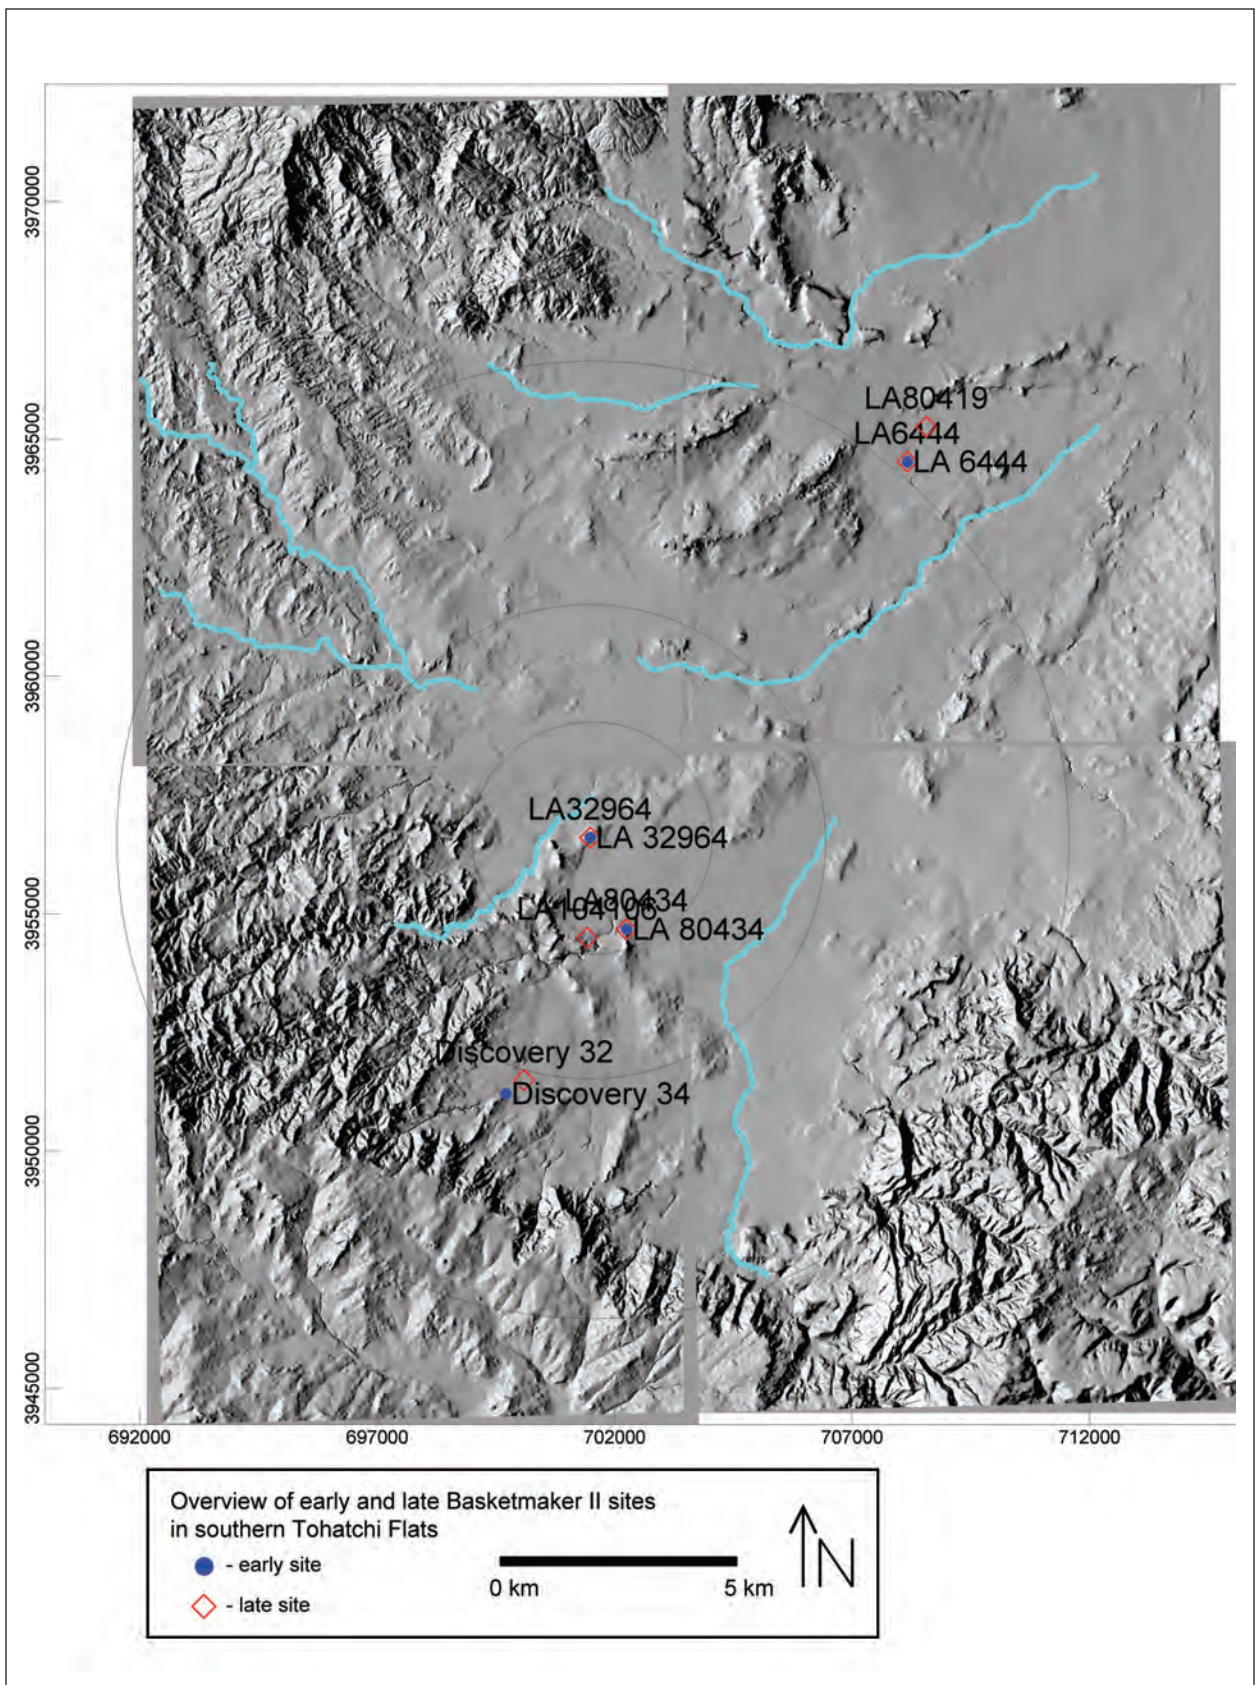 3970000
LA80419
LA6444
LA 6444
3965000
3960000
LA32964
LA 32964
LA80434
LA104106
LA 80434
3955000
Discovery 32
Discovery 34
3950000
3945000
692000 697000 702000 707000 712000
Overview of early and late Basketmaker II sites
in southern Tohatchi Flats
- early site
- late site
0 km 5 km
N